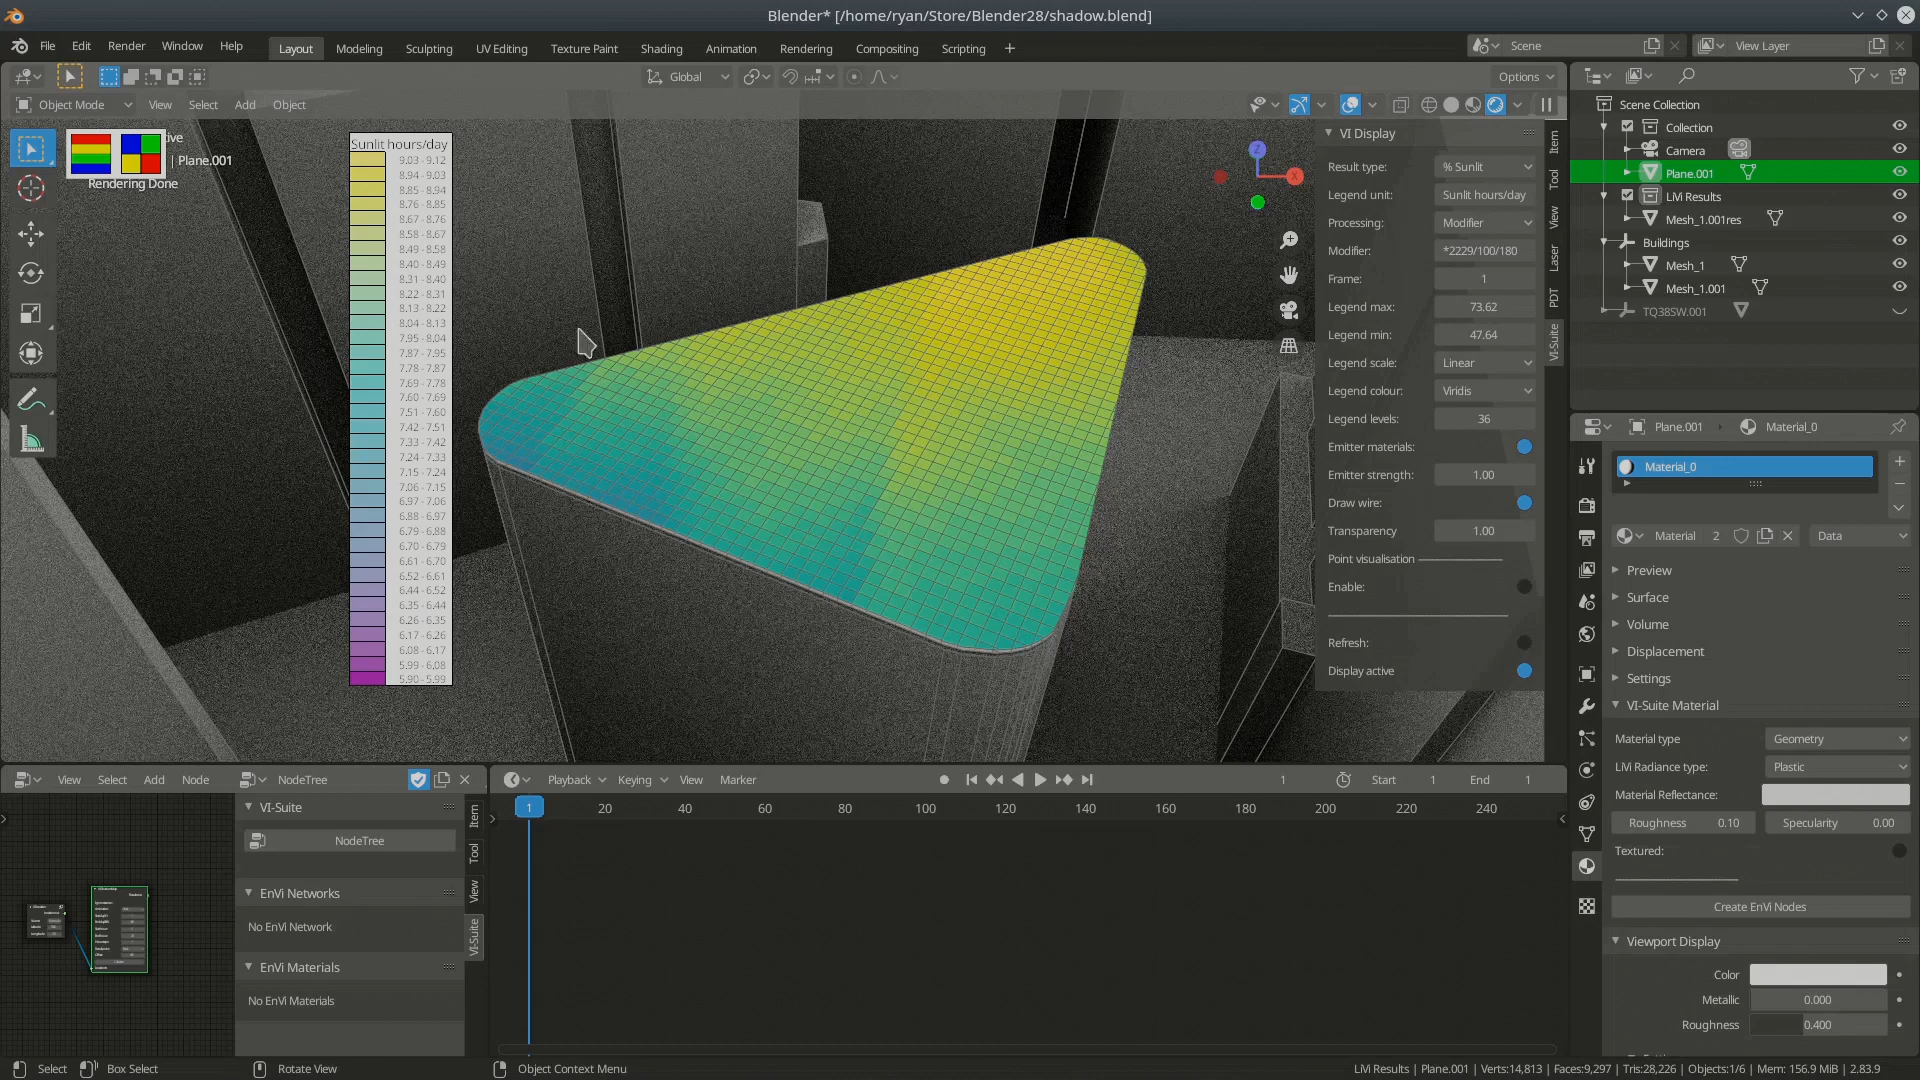 Blender* [/home/ryan/Store/Blender28/shadow.blend]
File Edit Render Window Help Layout Modeling Sculpting UV Editing Texture Paint Shading Animation Rendering Compositing Scripting +
Scene
View Layer
Global
Options
Object Mode View Select Add Object
ive
| Plane.001
Rendering Done
Sunlit hours/day
9.03 - 9.12
8.94 - 9.03
8.85 - 8.94
8.76 - 8.85
8.67 - 8.76
8.58 - 8.67
8.49 - 8.58
8.40 - 8.49
8.31 - 8.40
8.22 - 8.31
8.13 - 8.22
8.04 - 8.13
7.95 - 8.04
7.87 - 7.95
7.78 - 7.87
7.69 - 7.78
7.60 - 7.69
7.51 - 7.60
7.42 - 7.51
7.33 - 7.42
7.24 - 7.33
7.15 - 7.24
7.06 - 7.15
6.97 - 7.06
6.88 - 6.97
6.79 - 6.88
6.70 - 6.79
6.61 - 6.70
6.52 - 6.61
6.44 - 6.52
6.35 - 6.44
6.26 - 6.35
6.17 - 6.26
6.08 - 6.17
5.99 - 6.08
5.90 - 5.99
Z
X
VI Display
Result type: % Sunlit
Legend unit: Sunlit hours/day
Processing: Modifier
Modifier: *2229/100/180
Frame: 1
Legend max: 73.62
Legend min: 47.64
Legend scale: Linear
Legend colour: Viridis
Legend levels: 36
Emitter materials:
Emitter strength: 1.00
Draw wire:
Transparency 1.00
Point visualisation
Enable:
Refresh:
Display active
Item
Tool
View
Laser
PDT
VI-Suite
Scene Collection
Collection
Camera
Plane.001
LiVi Results
Mesh_1.001res
Buildings
Mesh_1
Mesh_1.001
TQ38SW.001
Plane.001 Material_0
Material_0
Material 2 Data
Preview
Surface
Volume
Displacement
Settings
VI-Suite Material
Material type Geometry
LiVi Radiance type: Plastic
Material Reflectance:
Roughness 0.10 Specularity 0.00
Textured:
Create EnVi Nodes
Viewport Display
Color
Metallic 0.000
Roughness 0.400
View Select Add Node NodeTree
VI-Suite
NodeTree
EnVi Networks
No EnVi Network
EnVi Materials
No EnVi Materials
Item
Tool
View
VI-Suite
Playback Keying View Marker
1 Start 1 End 1
1 20 40 60 80 100 120 140 160 180 200 220 240
Select Box Select Rotate View Object Context Menu
LiVi Results | Plane.001 | Verts:14,813 | Faces:9,297 | Tris:28,226 | Objects:1/6 | Mem: 156.9 MiB | 2.83.9